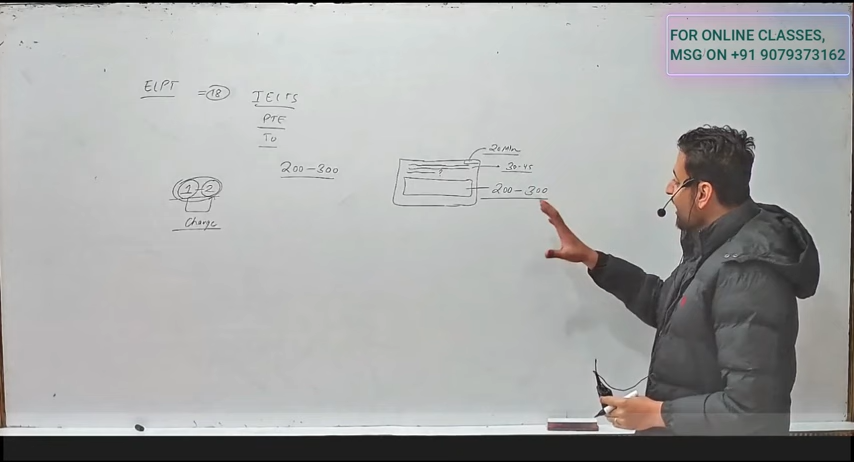 FOR ONLINE CLASSES,
MSG ON +91 9079373162
ELPT = 18
IELTS
PTE
200-300
1-2
Change
20 Min
30-45
200-300